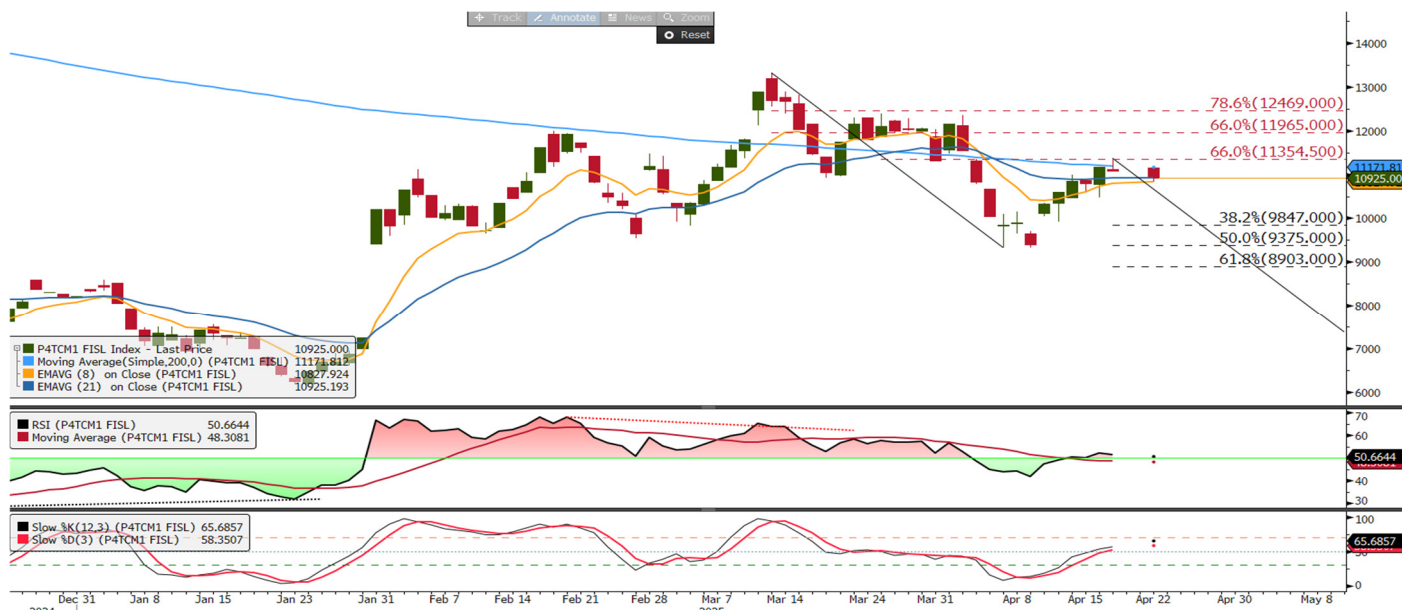 Track Annotate News Zoom
Reset
14000
13000
12000
11171.81
10925.00
10000
9000
8000
7000
6000
78.6%(12469.000)
66.0%(11965.000)
66.0%(11354.500)
38.2%(9847.000)
50.0%(9375.000)
61.8%(8903.000)
P4TCM1 FISL Index - Last Price 10925.000
Moving Average(Simple,200,0) (P4TCM1 FISL) 11171.812
EMAVG (8) on Close (P4TCM1 FISL) 10827.924
EMAVG (21) on Close (P4TCM1 FISL) 10925.193
RSI (P4TCM1 FISL) 50.6644
Moving Average (P4TCM1 FISL) 48.3081
70
60
50.6644
40
30
Slow %K(12,3) (P4TCM1 FISL) 65.6857
Slow %D(3) (P4TCM1 FISL) 58.3507
100
65.6857
50
0
Dec 31 Jan 8 Jan 15 Jan 23 Jan 31 Feb 7 Feb 14 Feb 21 Feb 28 Mar 7 Mar 14 Mar 24 Mar 31 Apr 8 Apr 15 Apr 22 Apr 30 May 8
2024 2025